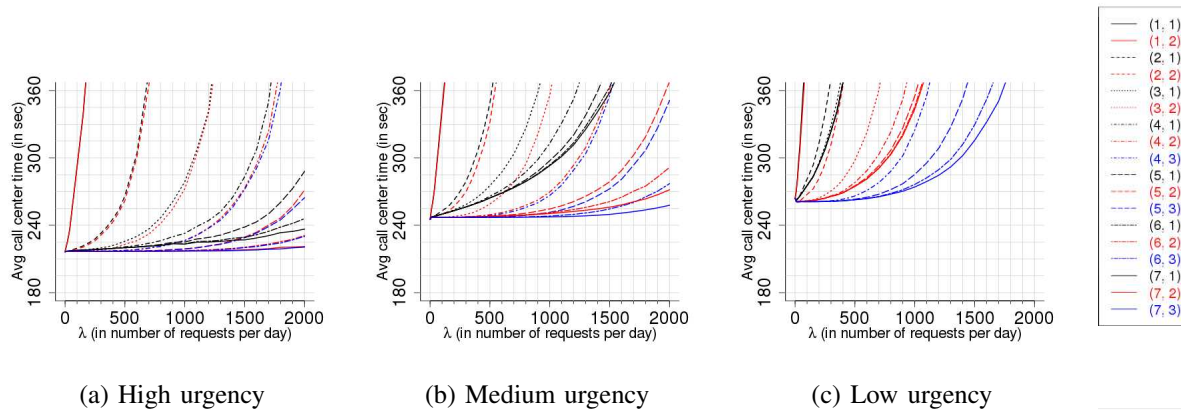 Avg call center time (in sec)
360
300
240
180
0 500 1000 1500 2000
λ (in number of requests per day)
(a) High urgency
Avg call center time (in sec)
360
300
240
180
0 500 1000 1500 2000
λ (in number of requests per day)
(b) Medium urgency
Avg call center time (in sec)
360
300
240
180
0 500 1000 1500 2000
λ (in number of requests per day)
(c) Low urgency
(1, 1)
(1, 2)
(2, 1)
(2, 2)
(3, 1)
(3, 2)
(4, 1)
(4, 2)
(4, 3)
(5, 1)
(5, 2)
(5, 3)
(6, 1)
(6, 2)
(6, 3)
(7, 1)
(7, 2)
(7, 3)